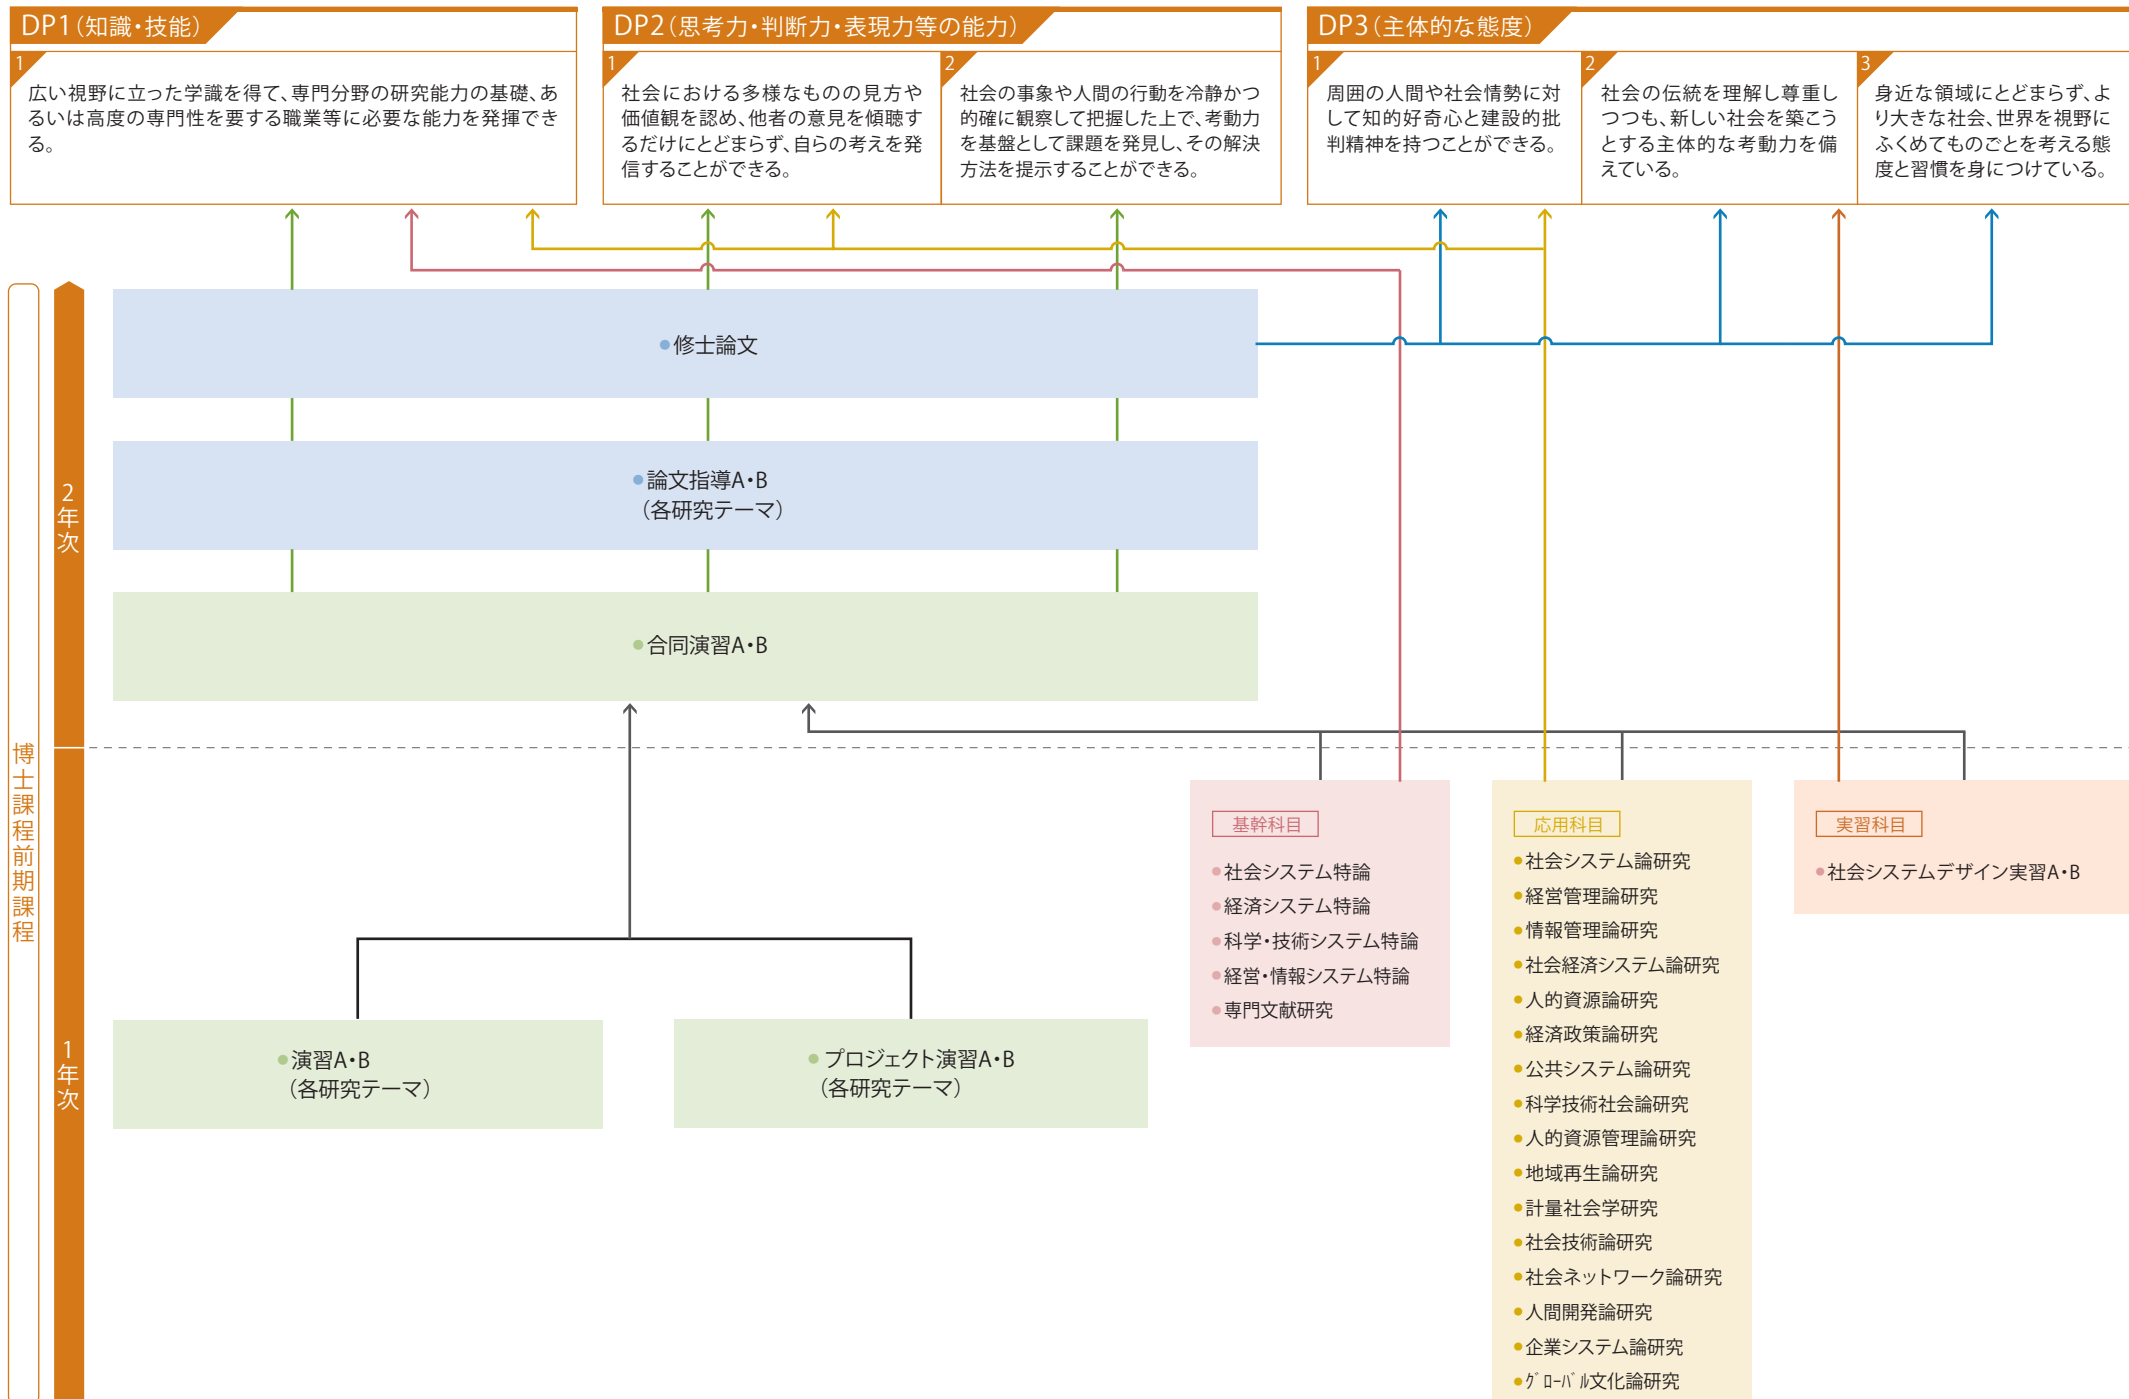 DP1（知識・技能）
1
広い視野に立った学識を得て、専門分野の研究能力の基礎、あ
るいは高度の専門性を要する職業等に必要な能力を発揮でき
る。
DP2（思考力・判断力・表現力等の能力）
1
社会における多様なものの見方や
価値観を認め、他者の意見を傾聴す
るだけにとどまらず、自らの考えを発
信することができる。
2
社会の事象や人間の行動を冷静かつ
的確に観察して把握した上で、考動力
を基盤として課題を発見し、その解決
方法を提示することができる。
DP3（主体的な態度）
1
周囲の人間や社会情勢に対
して知的好奇心と建設的批
判精神を持つことができる。
2
社会の伝統を理解し尊重し
つつも、新しい社会を築こう
とする主体的な考動力を備
えている。
3
身近な領域にとどまらず、よ
り大きな社会、世界を視野に
ふくめてものごとを考える態
度と習慣を身につけている。
博士課程前期課程
2年次
●修士論文
●論文指導A・B
（各研究テーマ）
●合同演習A・B
1年次
●演習A・B
（各研究テーマ）
●プロジェクト演習A・B
（各研究テーマ）
基幹科目
●社会システム特論
●経済システム特論
●科学・技術システム特論
●経営・情報システム特論
●専門文献研究
応用科目
●社会システム論研究
●経営管理論研究
●情報管理論研究
●社会経済システム論研究
●人的資源論研究
●経済政策論研究
●公共システム論研究
●科学技術社会論研究
●人的資源管理論研究
●地域再生論研究
●計量社会学研究
●社会技術論研究
●社会ネットワーク論研究
●人間開発論研究
●企業システム論研究
●ｸﾞﾛｰﾊﾞﾙ文化論研究
実習科目
●社会システムデザイン実習A・B